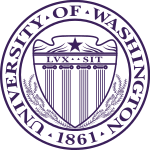 UNIVERSITY · OF · WASHINGTON
LVX · SIT
· 1861 ·